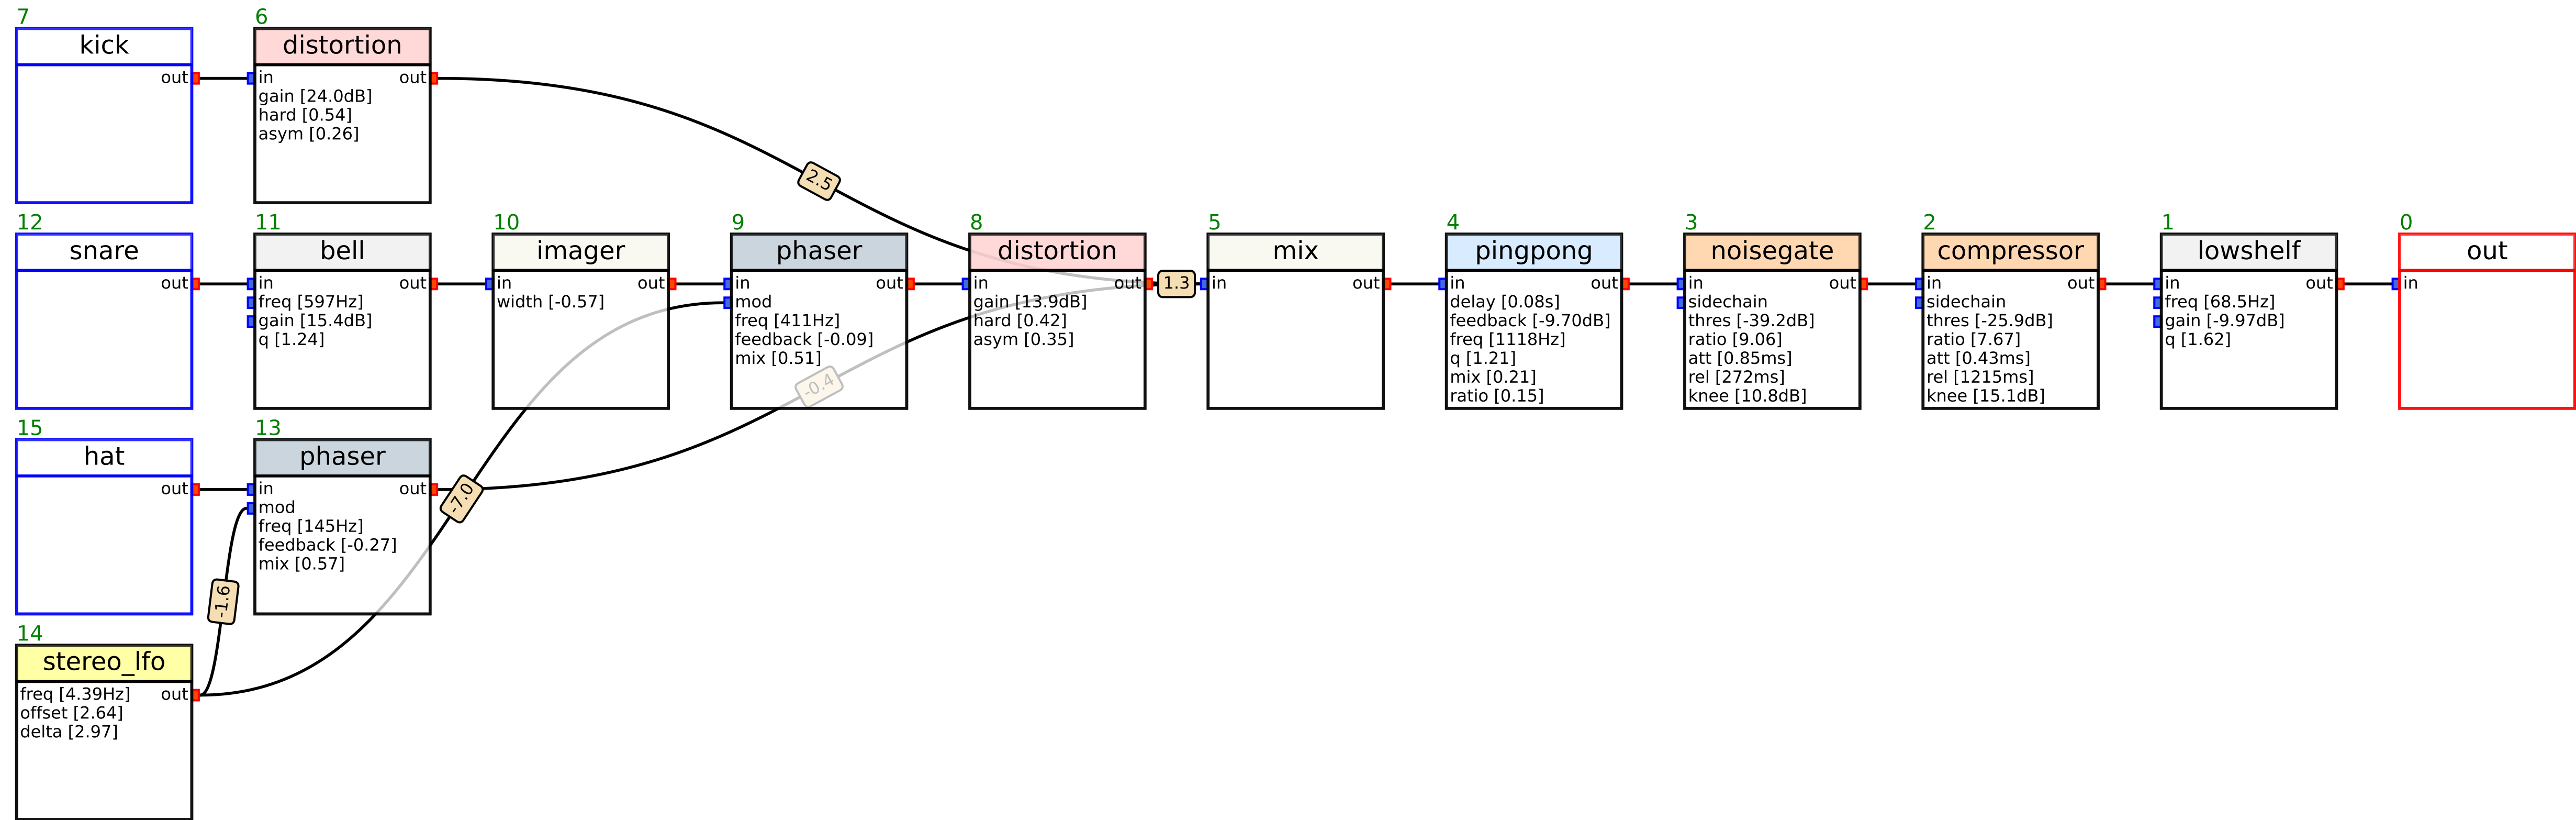 7
kick
out
6
distortion
in out
gain [24.0dB]
hard [0.54]
asym [0.26]
2.5
12
snare
out
11
bell
in out
freq [597Hz]
gain [15.4dB]
q [1.24]
10
imager
in out
width [-0.57]
9
phaser
in out
mod
freq [411Hz]
feedback [-0.09]
mix [0.51]
-0.4
8
distortion
in out
gain [13.9dB]
hard [0.42]
asym [0.35]
1.3
5
mix
in out
4
pingpong
in out
delay [0.08s]
feedback [-9.70dB]
freq [1118Hz]
q [1.21]
mix [0.21]
ratio [0.15]
3
noisegate
in out
sidechain
thres [-39.2dB]
ratio [9.06]
att [0.85ms]
rel [272ms]
knee [10.8dB]
2
compressor
in out
sidechain
thres [-25.9dB]
ratio [7.67]
att [0.43ms]
rel [1215ms]
knee [15.1dB]
1
lowshelf
in out
freq [68.5Hz]
gain [-9.97dB]
q [1.62]
0
out
in
15
hat
out
13
phaser
in out
mod
freq [145Hz]
feedback [-0.27]
mix [0.57]
-7.0
-1.6
14
stereo_lfo
freq [4.39Hz] out
offset [2.64]
delta [2.97]